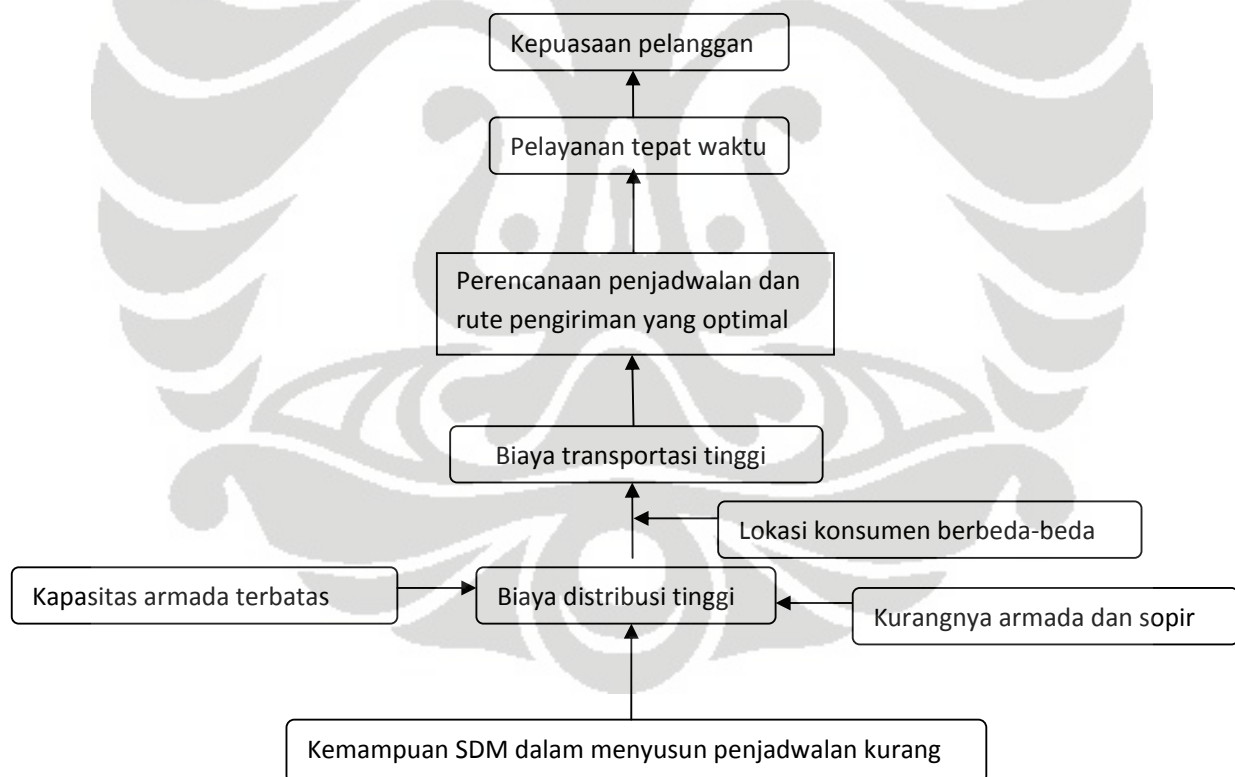 Kepuasaan pelanggan
Pelayanan tepat waktu
Perencanaan penjadwalan dan
rute pengiriman yang optimal
Biaya transportasi tinggi
Lokasi konsumen berbeda-beda
Kapasitas armada terbatas
Biaya distribusi tinggi
Kurangnya armada dan sopir
Kemampuan SDM dalam menyusun penjadwalan kurang